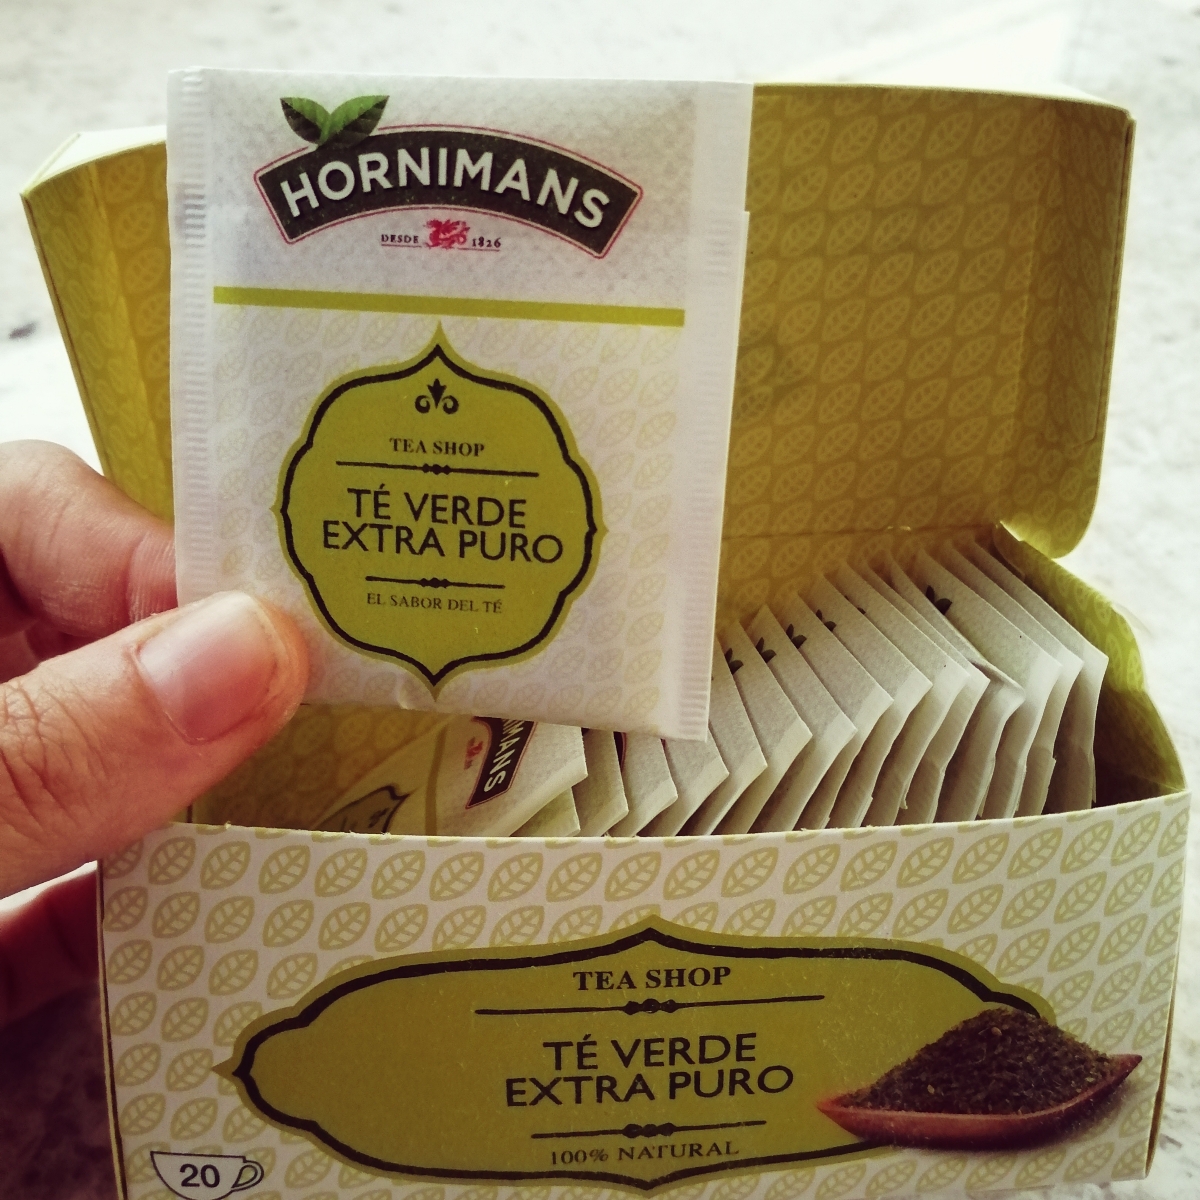 HORNIMANS
DESDE 1826
TEA SHOP
TÉ VERDE
EXTRA PURO
EL SABOR DEL TÉ
IMANS
TEA SHOP
TÉ VERDE
EXTRA PURO
100% NATURAL
20